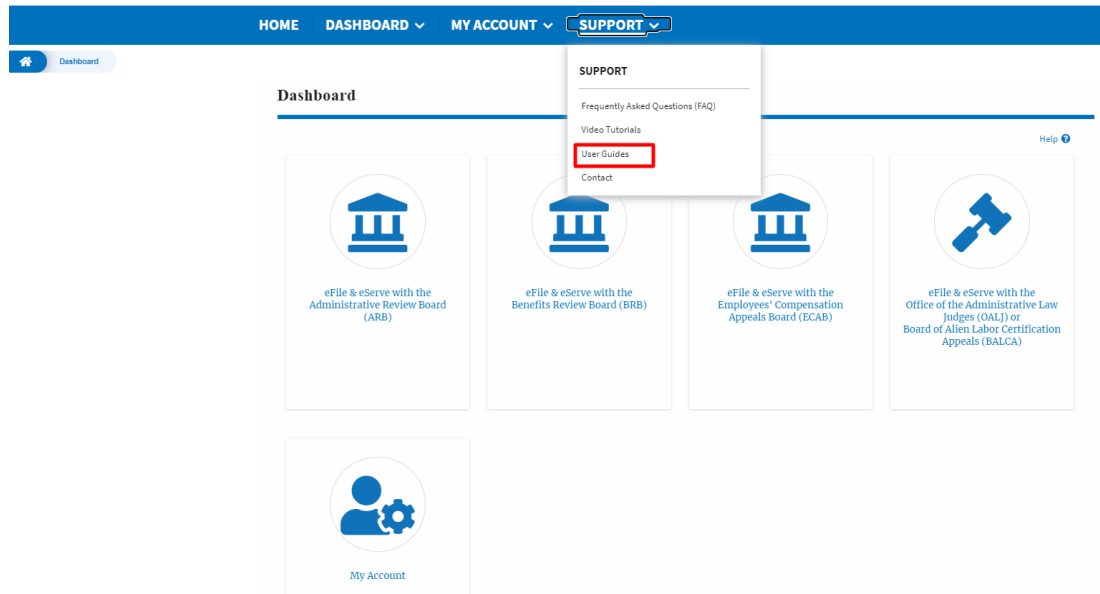 HOME DASHBOARD MY ACCOUNT SUPPORT
Dashboard
SUPPORT
Frequently Asked Questions (FAQ)
Video Tutorials
User Guides
Contact
Dashboard
Help
eFile & eServe with the
Administrative Review Board
(ARB)
eFile & eServe with the
Benefits Review Board (BRB)
eFile & eServe with the
Employees' Compensation
Appeals Board (ECAB)
eFile & eServe with the
Office of the Administrative Law
Judges (OALJ) or
Board of Alien Labor Certification
Appeals (BALCA)
My Account